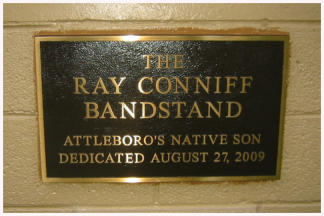 THE
RAY CONNIFF
BANDSTAND
ATTLEBORO'S NATIVE SON
DEDICATED AUGUST 27, 2009